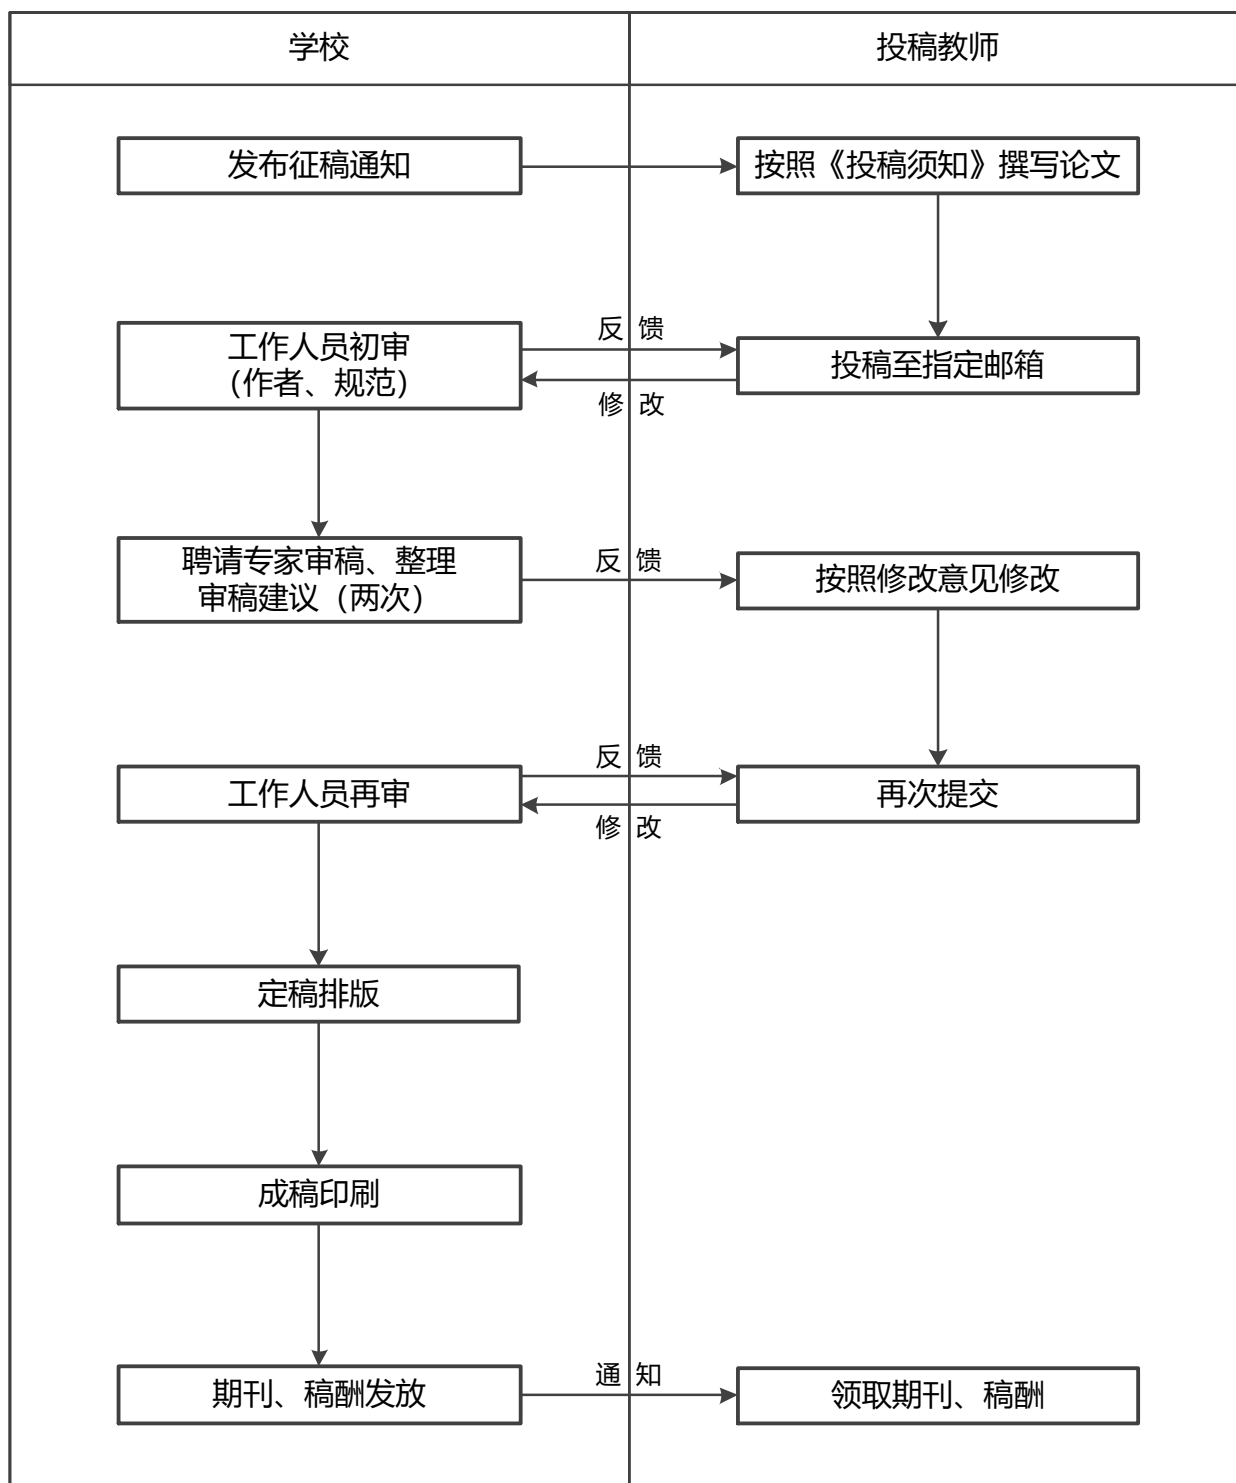 学校
投稿教师
发布征稿通知
按照《投稿须知》撰写论文
工作人员初审
（作者、规范）
反馈
修改
投稿至指定邮箱
聘请专家审稿、整理
审稿建议（两次）
反馈
按照修改意见修改
工作人员再审
反馈
修改
再次提交
定稿排版
成稿印刷
期刊、稿酬发放
通知
领取期刊、稿酬